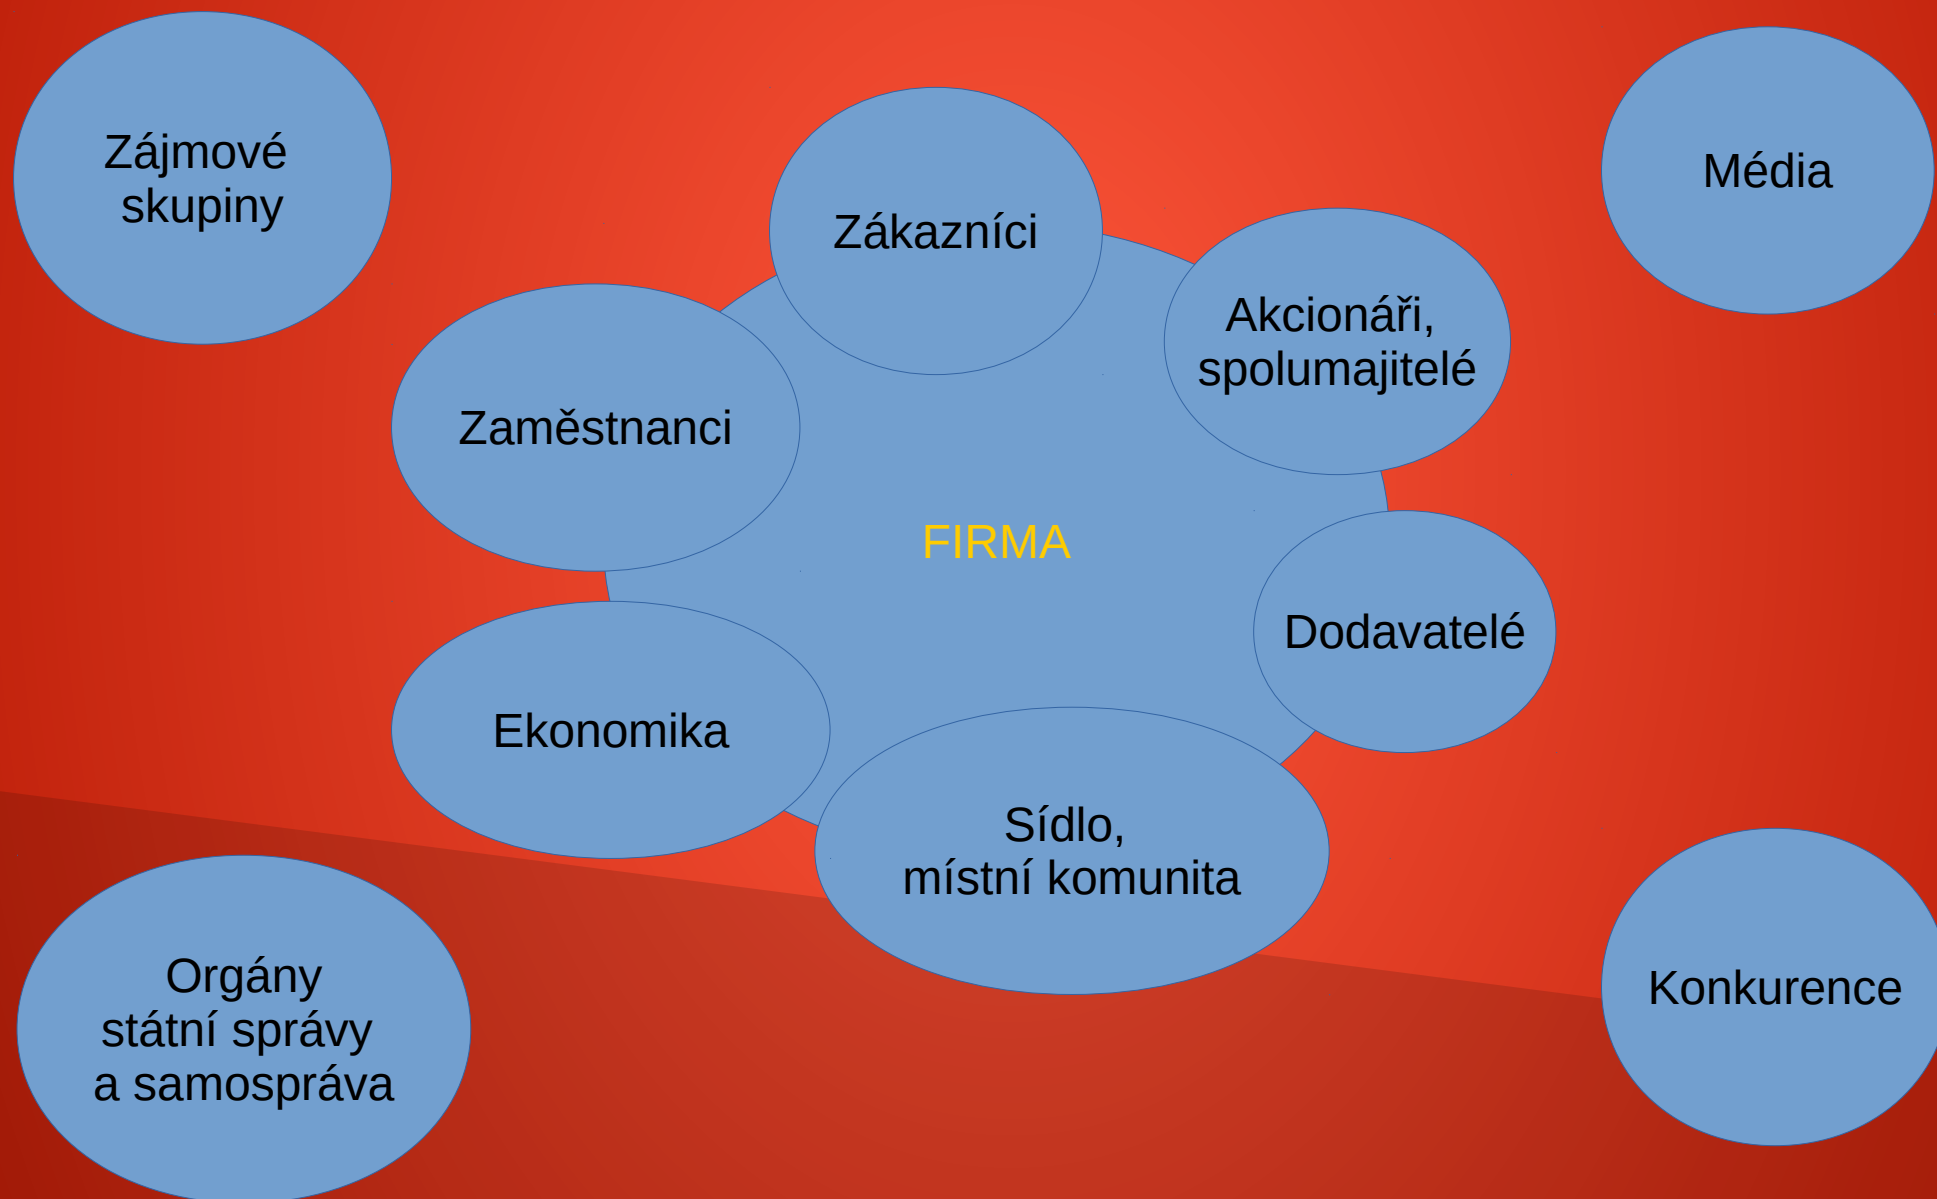 Zájmové
skupiny
Média
Zákazníci
Akcionáři,
spolumajitelé
Zaměstnanci
FIRMA
Dodavatelé
Ekonomika
Sídlo,
místní komunita
Orgány
státní správy
a samospráva
Konkurence